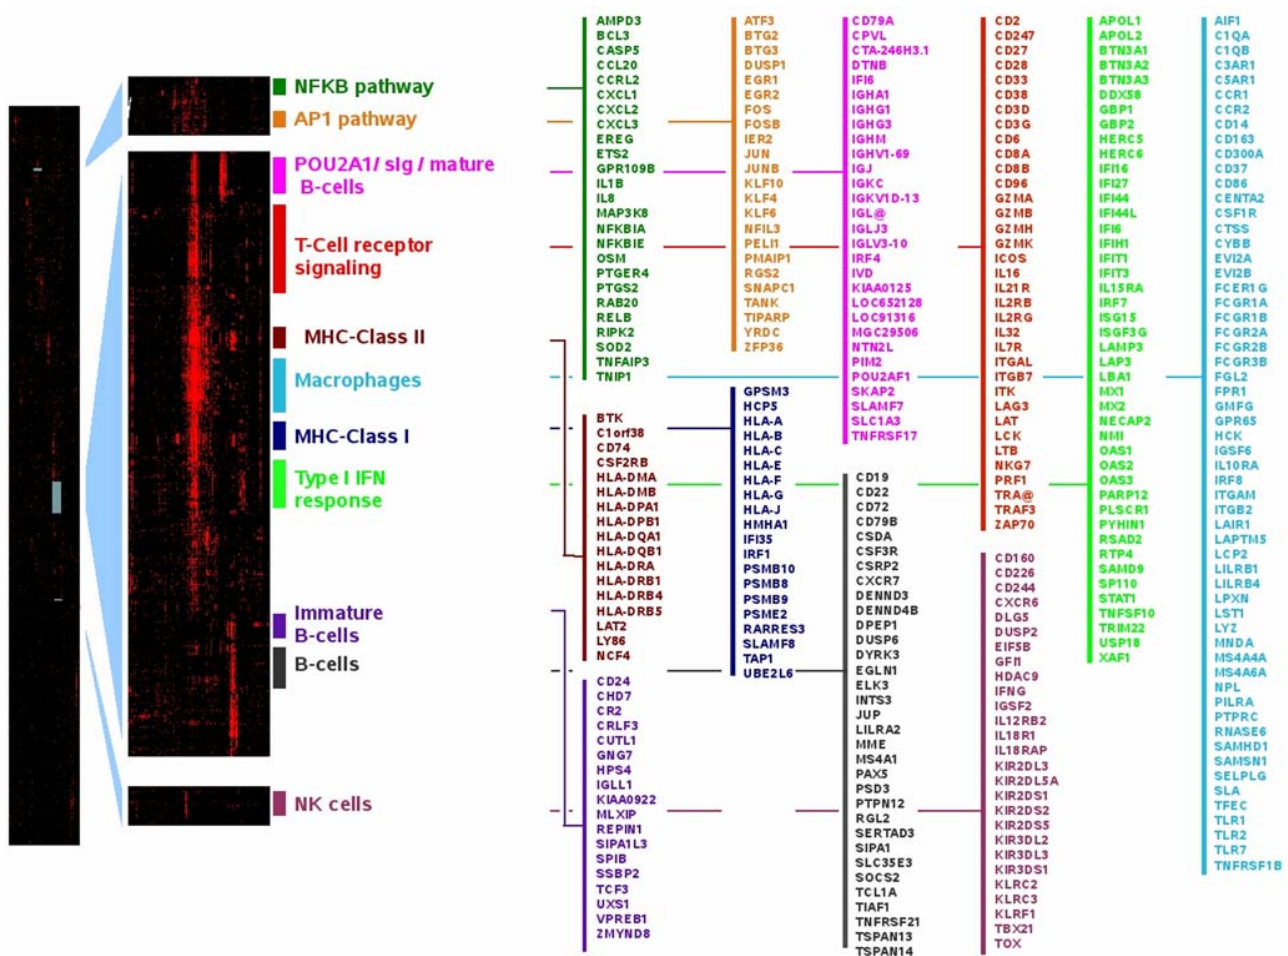 NFKB pathway
AP1 pathway
POU2A1/ sIg / mature
B-cells
T-Cell receptor
signaling
MHC-Class II
Macrophages
MHC-Class I
Type I IFN
response
Immature
B-cells
B-cells
NK cells
AMPD3
BCL3
CASP5
CCL20
CCRL2
CXCL1
CXCL2
CXCL3
EREG
ETS2
GPR109B
IL1B
IL8
MAP3K8
NFKBIA
NFKBIE
OSM
PTGER4
PTGS2
RAB20
RELB
RIPK2
SOD2
TNFAIP3
TNIP1
BTK
C1orf38
CD74
CSF2RB
HLA-DMA
HLA-DMB
HLA-DPA1
HLA-DPB1
HLA-DQA1
HLA-DQB1
HLA-DRA
HLA-DRB1
HLA-DRB4
HLA-DRB5
LAT2
LY86
NCF4
CD24
CHD7
CR2
CRLF3
CUTL1
GNG7
HPS4
IGLL1
KIAA0922
MLXIP
REPIN1
SIPA1L3
SPIB
SSBP2
TCF3
UXS1
VPREB1
ZMYND8
ATF3
BTG2
BTG3
DUSP1
EGR1
EGR2
FOS
FOSB
IER2
JUN
JUNB
KLF10
KLF4
KLF6
NFIL3
PELI1
PMAIP1
RGS2
SNAPC1
TANK
TIPARP
YRDC
ZFP36
GPSM3
HCP5
HLA-A
HLA-B
HLA-C
HLA-E
HLA-F
HLA-G
HLA-J
HMHA1
IFI35
IRF1
PSMB10
PSMB8
PSMB9
PSME2
RARRES3
SLAMF8
TAP1
UBE2L6
CD79A
CPVL
CTA-246H3.1
DTNB
IFI6
IGHA1
IGHG1
IGHG3
IGHM
IGHV1-69
IGJ
IGKC
IGKV1D-13
IGL@
IGLJ3
IGLV3-10
IRF4
IVD
KIAA0125
LOC652128
LOC91316
MGC29506
NTN2L
PIM2
POU2AF1
SKAP2
SLAMF7
SLC1A3
TNFRSF17
CD19
CD22
CD72
CD79B
CSDA
CSF3R
CSRP2
CXCR7
DENND3
DENND4B
DPEP1
DUSP6
DYRK3
EGLN1
ELK3
INTS3
JUP
LILRA2
MME
MS4A1
PAX5
PSD3
PTPN12
RGL2
SERTAD3
SIPA1
SLC35E3
SOCS2
TCL1A
TIAF1
TNFRSF21
TSPAN13
TSPAN14
CD2
CD247
CD27
CD28
CD33
CD38
CD3D
CD3G
CD6
CD8A
CD8B
CD96
GZMA
GZMB
GZMH
GZMK
ICOS
IL16
IL21R
IL2RB
IL2RG
IL32
IL7R
ITGAL
ITGB7
ITK
LAG3
LAT
LCK
LTB
NKG7
PRF1
TRA@
TRAF3
ZAP70
CD160
CD226
CD244
CXCR6
DLG5
DUSP2
EIF5B
GFI1
HDAC9
IFNG
IGSF2
IL12RB2
IL18R1
IL18RAP
KIR2DL3
KIR2DL5A
KIR2DS1
KIR2DS2
KIR2DS5
KIR3DL2
KIR3DL3
KIR3DS1
KLRC2
KLRC3
KLRF1
TBX21
TOX
APOL1
APOL2
BTN3A1
BTN3A2
BTN3A3
DDX58
GBP1
GBP2
HERC5
HERC6
IFI16
IFI27
IFI44
IFI44L
IFI6
IFIH1
IFIT1
IFIT3
IL15RA
IRF7
ISG15
ISGF3G
LAMP3
LAP3
LBA1
MX1
MX2
NECAP2
NMI
OAS1
OAS2
OAS3
PARP12
PLSCR1
PYHIN1
RSAD2
RTP4
SAMD9
SP110
STAT1
TNFSF10
TRIM22
USP18
XAF1
AIF1
C1QA
C1QB
C3AR1
C5AR1
CCR1
CCR2
CD14
CD163
CD300A
CD37
CD86
CENTA2
CSF1R
CTSS
CYBB
EVI2A
EVI2B
FCER1G
FCGR1A
FCGR1B
FCGR2A
FCGR2B
FCGR3B
FGL2
FPR1
GMFG
GPR65
HCK
IGSF6
IL10RA
IRF8
ITGAM
ITGB2
LAIR1
LAPTM5
LCP2
LILRB1
LILRB4
LPXN
LST1
LYZ
MNDA
MS4A4A
MS4A6A
NPL
PILRA
PTPRC
RNASE6
SAMHD1
SAMSN1
SELPLG
SLA
TFEC
TLR1
TLR2
TLR7
TNFRSF1B